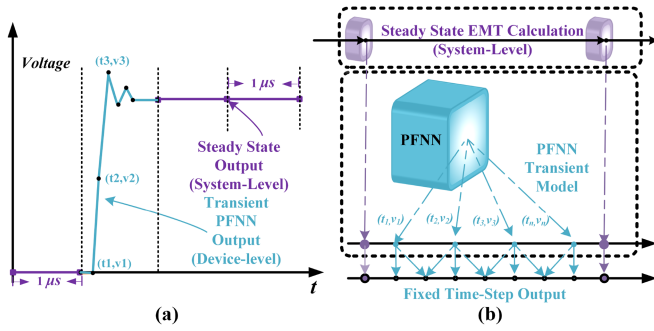 Voltage
(t3,v3)
1 μs
Steady State
Output
(System-Level)
Transient
PFNN
Output
(Device-level)
(t2,v2)
(t1,v1)
1 μs
t
(a)
Steady State EMT Calculation
(System-Level)
PFNN
PFNN
Transient
Model
(t1,v1)
(t2,v2)
(t3,v3)
(tn,vn)
Fixed Time-Step Output
(b)